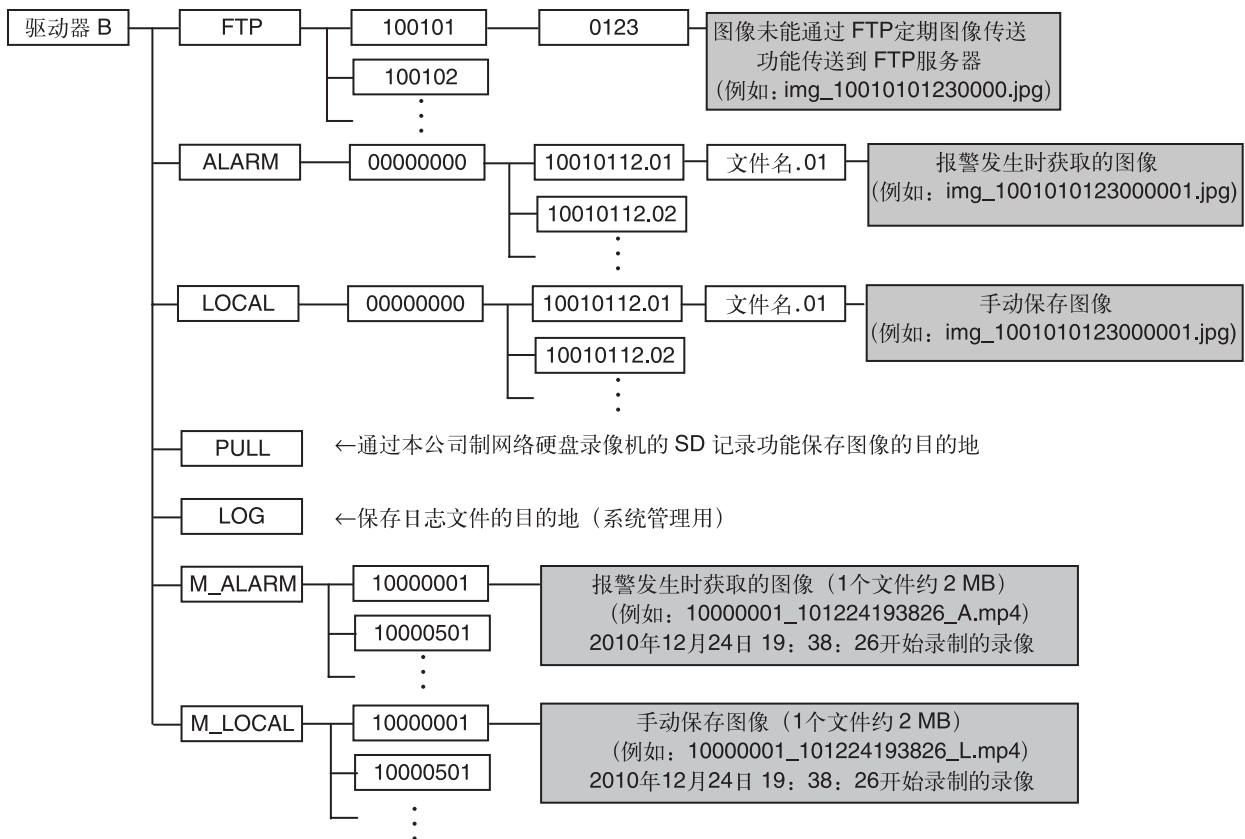 驱动器 B
FTP
100101
0123
图像未能通过 FTP定期图像传送
功能传送到 FTP服务器
(例如：img_10010101230000.jpg)
100102
ALARM
00000000
10010112.01
文件名.01
报警发生时获取的图像
(例如：img_1001010123000001.jpg)
10010112.02
LOCAL
00000000
10010112.01
文件名.01
手动保存图像
(例如：img_1001010123000001.jpg)
10010112.02
PULL
←通过本公司制网络硬盘录像机的 SD 记录功能保存图像的目的地
LOG
←保存日志文件的目的地（系统管理用）
M_ALARM
10000001
报警发生时获取的图像（1个文件约 2 MB）
（例如：10000001_101224193826_A.mp4）
2010年12月24日 19：38：26开始录制的录像
10000501
M_LOCAL
10000001
手动保存图像（1个文件约 2 MB）
（例如：10000001_101224193826_L.mp4）
2010年12月24日 19：38：26开始录制的录像
10000501